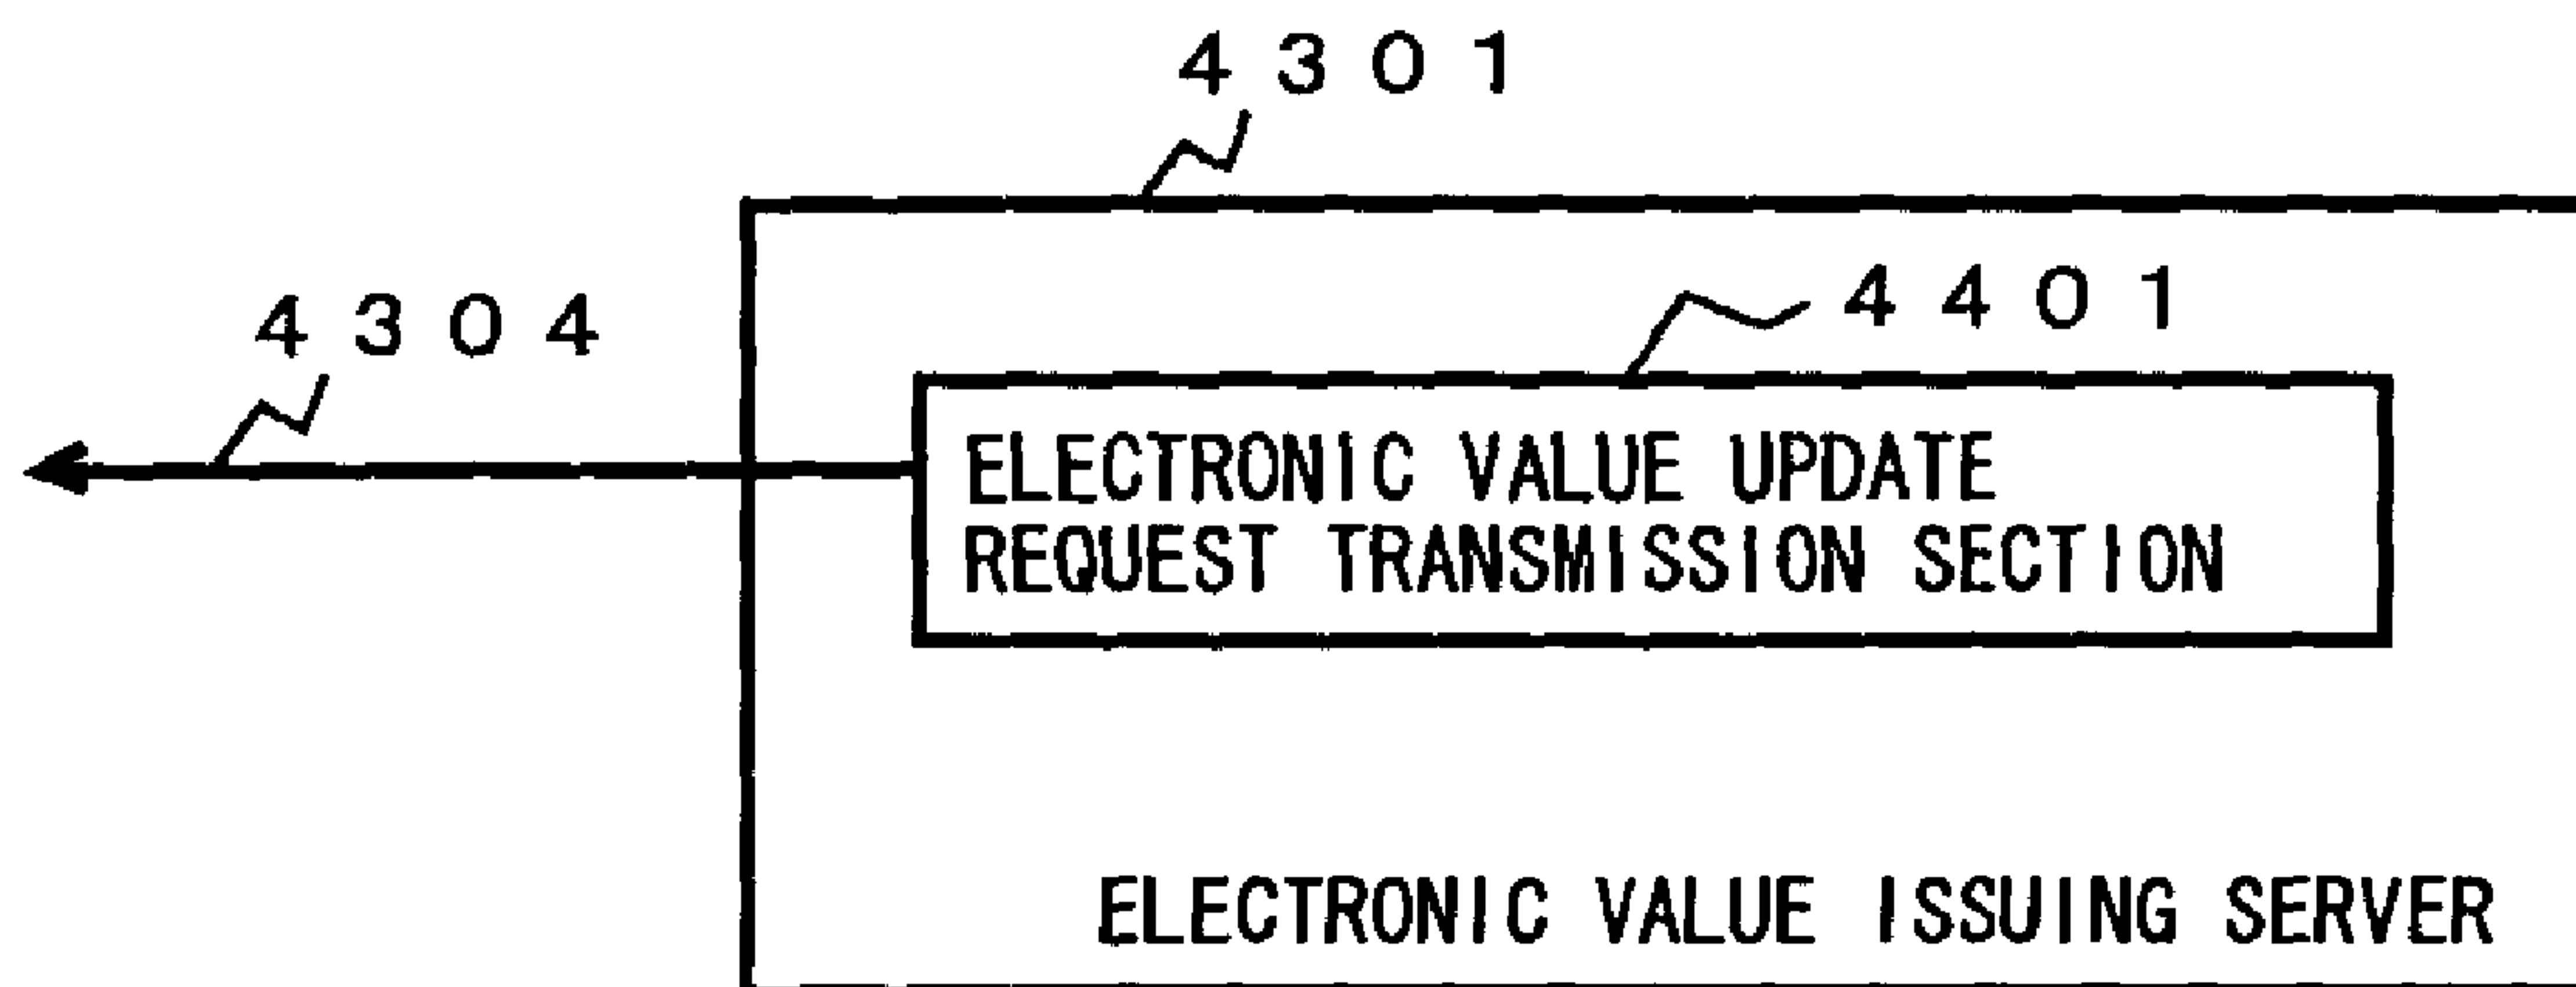 4301
4304
4401
ELECTRONIC VALUE UPDATE
REQUEST TRANSMISSION SECTION
ELECTRONIC VALUE ISSUING SERVER